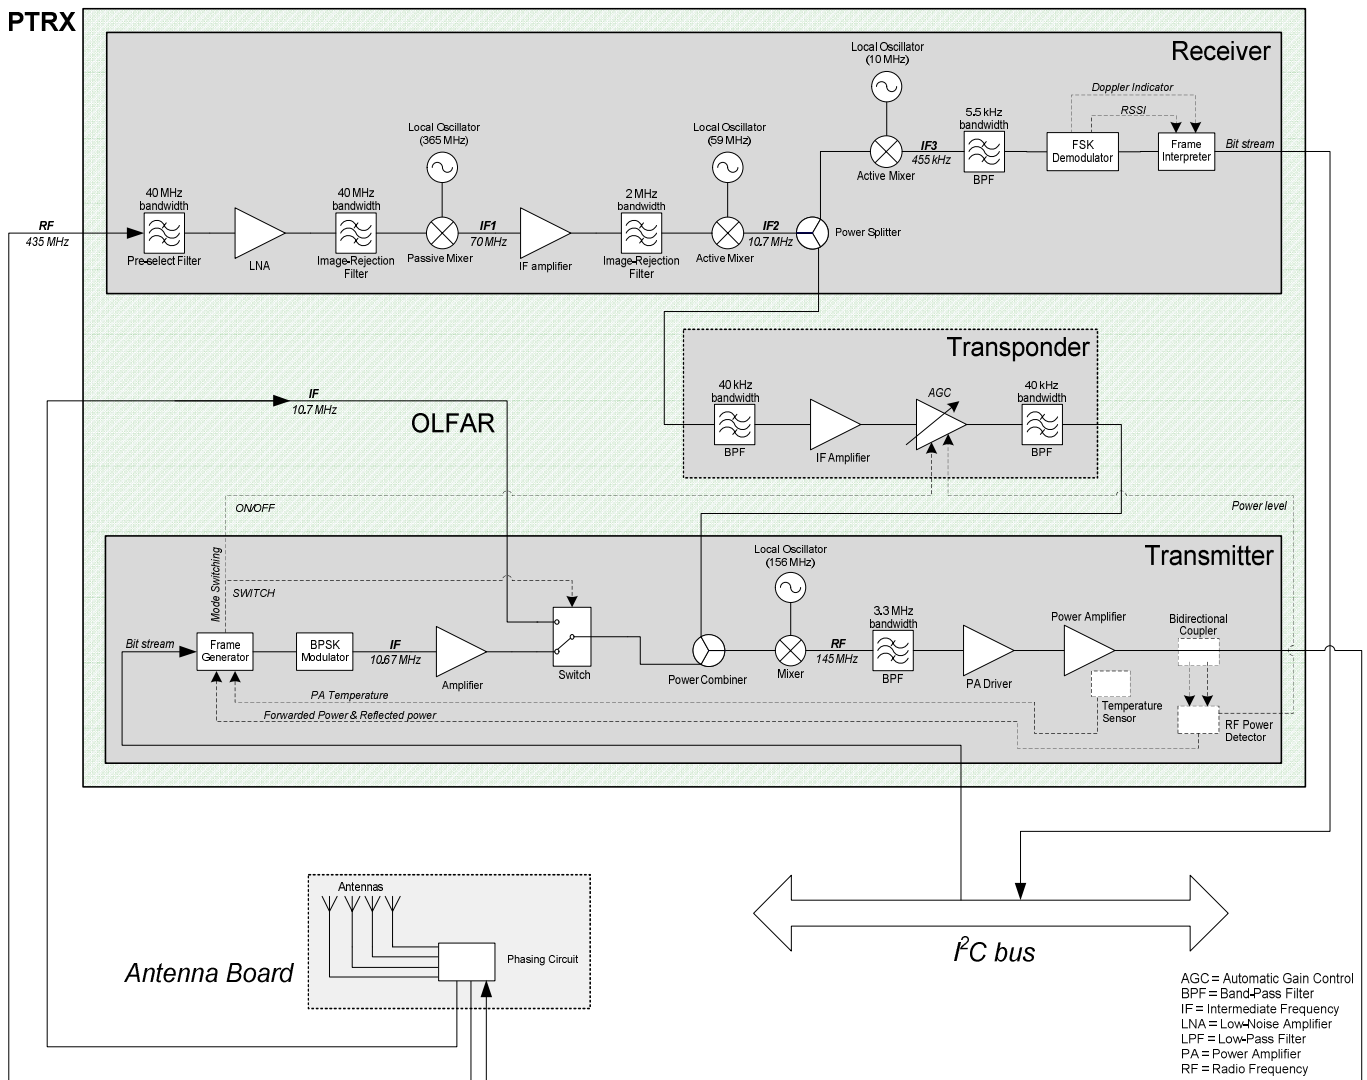 PTRX
Receiver
Local Oscillator
(10 MHz)
Doppler Indicator
RSSI
5.5 kHz
bandwidth
IF3
455 kHz
FSK
Demodulator
Frame
Interpreter
Bit stream
Active Mixer
BPF
Local Oscillator
(365 MHz)
Local Oscillator
(59 MHz)
RF
435 MHz
40 MHz
bandwidth
Pre-select Filter
LNA
40 MHz
bandwidth
Image-Rejection
Filter
Passive Mixer
IF1
70 MHz
IF amplifier
2 MHz
bandwidth
Image-Rejection
Filter
Active Mixer
IF2
10.7 MHz
Power Splitter
Transponder
40 kHz
bandwidth
BPF
IF Amplifier
AGC
40 kHz
bandwidth
BPF
IF
10.7 MHz
OLFAR
ON/OFF
Power level
Transmitter
Mode Switching
SWITCH
Local Oscillator
(156 MHz)
Bit stream
Frame
Generator
BPSK
Modulator
IF
10.67 MHz
Amplifier
Switch
Power Combiner
Mixer
RF
145 MHz
3.3 MHz
bandwidth
BPF
PA Driver
Power Amplifier
Bidirectional
Coupler
PA Temperature
Forwarded Power & Reflected power
Temperature
Sensor
RF Power
Detector
Antennas
Phasing Circuit
Antenna Board
I²C bus
AGC = Automatic Gain Control
BPF = Band-Pass Filter
IF = Intermediate Frequency
LNA = Low-Noise Amplifier
LPF = Low-Pass Filter
PA = Power Amplifier
RF = Radio Frequency